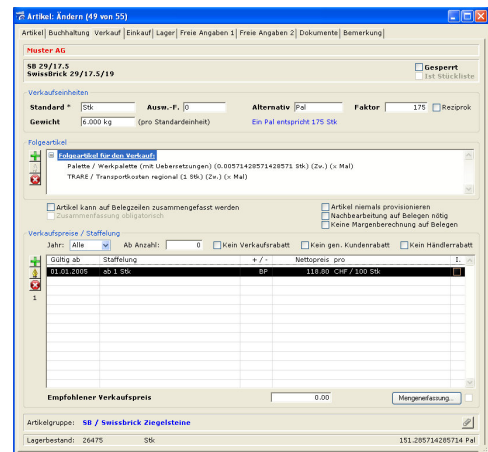 Artikel: Ändern (49 von 55)
Artikel Buchhaltung Verkauf Einkauf Lager Freie Angaben 1 Freie Angaben 2 Dokumente Bemerkung
Muster AG
SB 29/17.5
SwissBrick 29/17.5/19
Gesperrt
Ist Stückliste
Verkaufseinheiten
Standard * Stk Ausw.-F. 0 Alternativ Pal Faktor 175 Reziprok
Gewicht 6.000 kg (pro Standardeinheit) Ein Pal entspricht 175 Stk
Folgeartikel
Folgeartikel für den Verkauf:
Palette / Werkpalette (mit Uebersetzungen) (0.00571428571428571 Stk) (Zw.) (x Mal)
TRARE / Transportkosten regional (1 Stk) (Zw.) (x Mal)
Artikel kann auf Belegzeilen zusammengefasst werden
Zusammenfassung obligatorisch
Artikel niemals provisionieren
Nachbearbeitung auf Belegen nötig
Keine Margenberechnung auf Belegen
Verkaufspreise / Staffelung
Jahr: Alle Ab Anzahl: 0 Kein Verkaufsrabatt Kein gen. Kundenrabatt Kein Händlerrabatt
Gültig ab Staffelung + / - Nettopreis pro I.
01.01.2005 ab 1 Stk BP 118.80 CHF / 100 Stk
1
Empfohlener Verkaufspreis 0.00 Mengenerfassung...
Artikelgruppe: SB / Swissbrick Ziegelsteine
Lagerbestand: 26475 Stk 151.285714285714 Pal